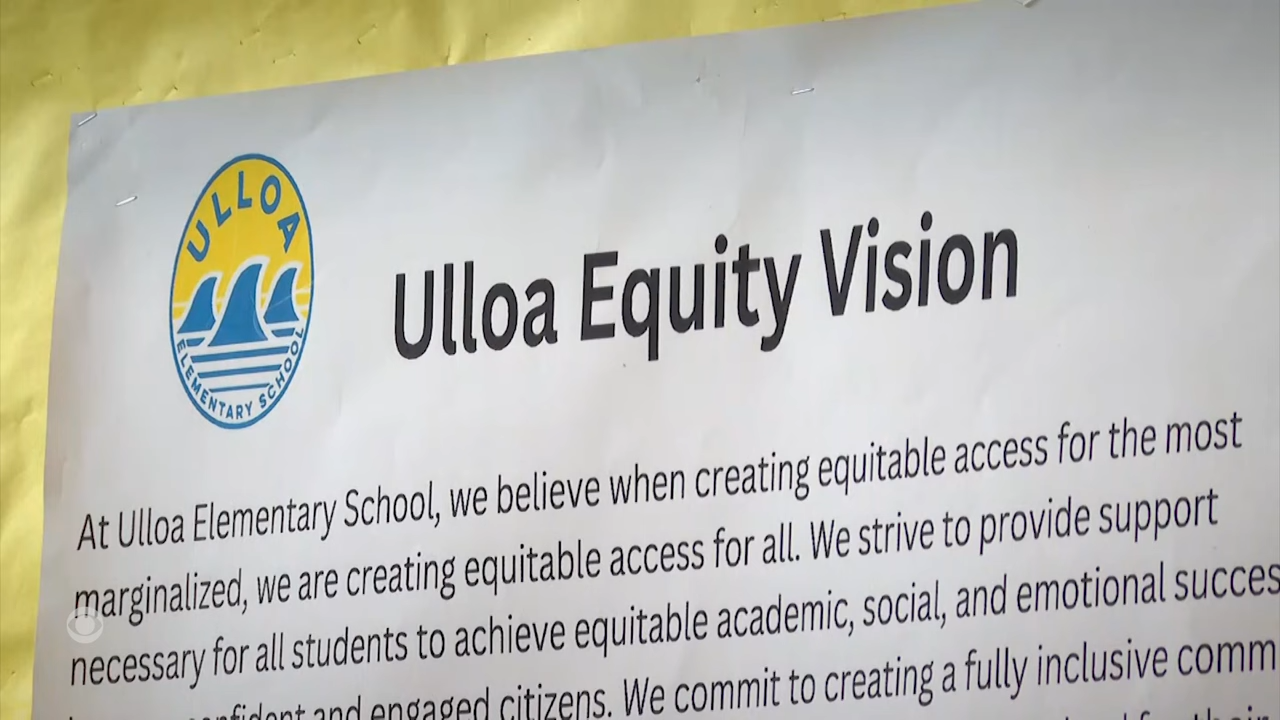 ULLOA
ELEMENTARY SCHOOL
Ulloa Equity Vision
At Ulloa Elementary School, we believe when creating equitable access for the most
marginalized, we are creating equitable access for all. We strive to provide support
necessary for all students to achieve equitable academic, social, and emotional succes
and engaged citizens. We commit to creating a fully inclusive comm